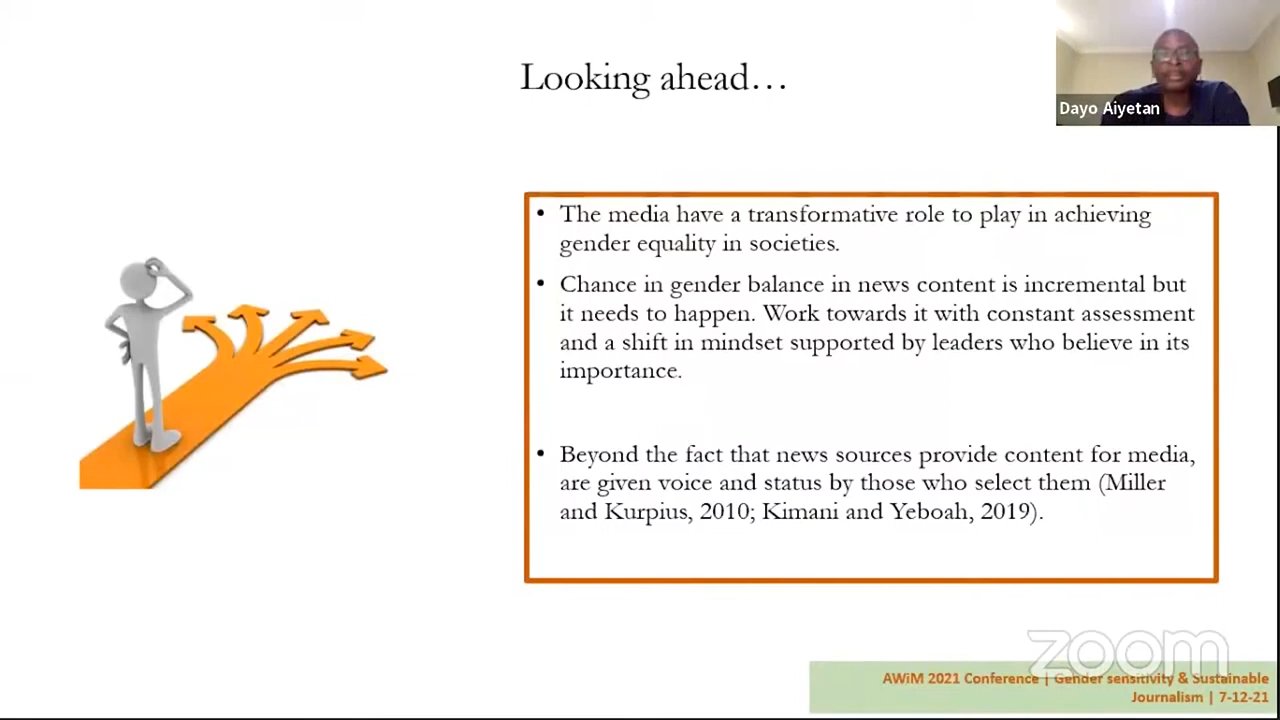 Looking ahead…
Dayo Aiyetan
• The media have a transformative role to play in achieving
gender equality in societies.
• Chance in gender balance in news content is incremental but
it needs to happen. Work towards it with constant assessment
and a shift in mindset supported by leaders who believe in its
importance.
• Beyond the fact that news sources provide content for media,
are given voice and status by those who select them (Miller
and Kurpius, 2010; Kimani and Yeboah, 2019).
zoom
AWiM 2021 Conference | Gender sensitivity & Sustainable
Journalism | 7-12-21